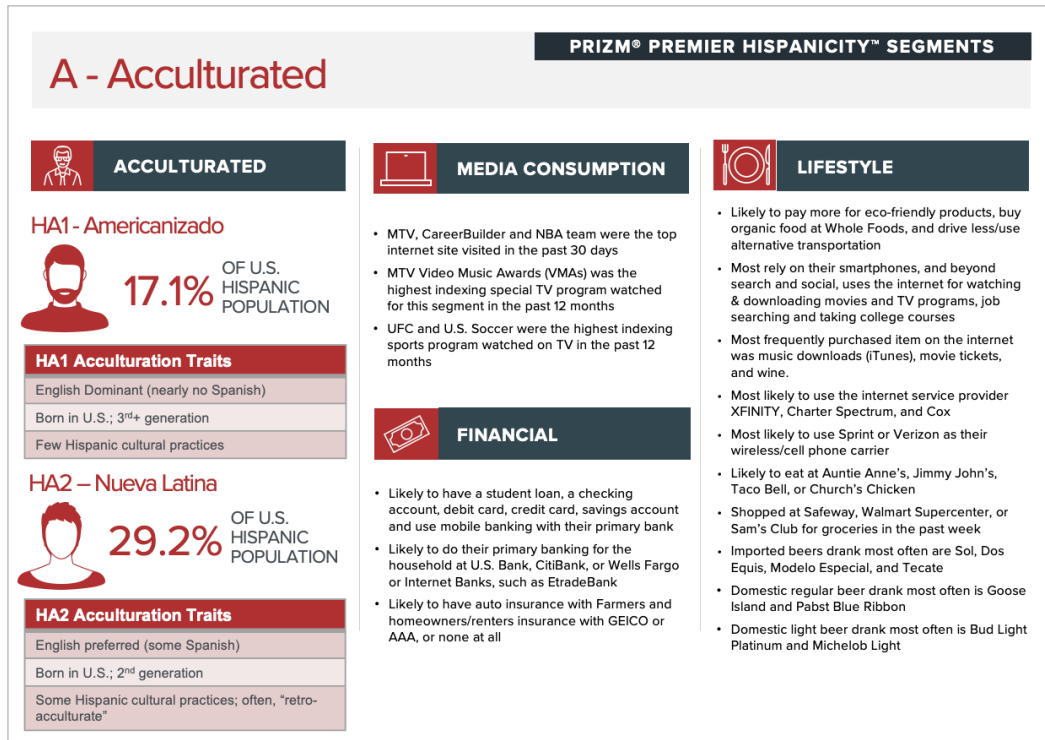 PRIZM® PREMIER HISPANICITY™ SEGMENTS
A - Acculturated
ACCULTURATED
HA1 - Americanizado
17.1%
OF U.S.
HISPANIC
POPULATION
HA1 Acculturation Traits
English Dominant (nearly no Spanish)
Born in U.S.; 3rd+ generation
Few Hispanic cultural practices
HA2 – Nueva Latina
29.2%
OF U.S.
HISPANIC
POPULATION
HA2 Acculturation Traits
English preferred (some Spanish)
Born in U.S.; 2nd generation
Some Hispanic cultural practices; often, “retro-
acculturate”
MEDIA CONSUMPTION
• MTV, CareerBuilder and NBA team were the top
internet site visited in the past 30 days
• MTV Video Music Awards (VMAs) was the
highest indexing special TV program watched
for this segment in the past 12 months
• UFC and U.S. Soccer were the highest indexing
sports program watched on TV in the past 12
months
FINANCIAL
• Likely to have a student loan, a checking
account, debit card, credit card, savings account
and use mobile banking with their primary bank
• Likely to do their primary banking for the
household at U.S. Bank, CitiBank, or Wells Fargo
or Internet Banks, such as EtradeBank
• Likely to have auto insurance with Farmers and
homeowners/renters insurance with GEICO or
AAA, or none at all
LIFESTYLE
• Likely to pay more for eco-friendly products, buy
organic food at Whole Foods, and drive less/use
alternative transportation
• Most rely on their smartphones, and beyond
search and social, uses the internet for watching
& downloading movies and TV programs, job
searching and taking college courses
• Most frequently purchased item on the internet
was music downloads (iTunes), movie tickets,
and wine.
• Most likely to use the internet service provider
XFINITY, Charter Spectrum, and Cox
• Most likely to use Sprint or Verizon as their
wireless/cell phone carrier
• Likely to eat at Auntie Anne’s, Jimmy John’s,
Taco Bell, or Church’s Chicken
• Shopped at Safeway, Walmart Supercenter, or
Sam’s Club for groceries in the past week
• Imported beers drank most often are Sol, Dos
Equis, Modelo Especial, and Tecate
• Domestic regular beer drank most often is Goose
Island and Pabst Blue Ribbon
• Domestic light beer drank most often is Bud Light
Platinum and Michelob Light